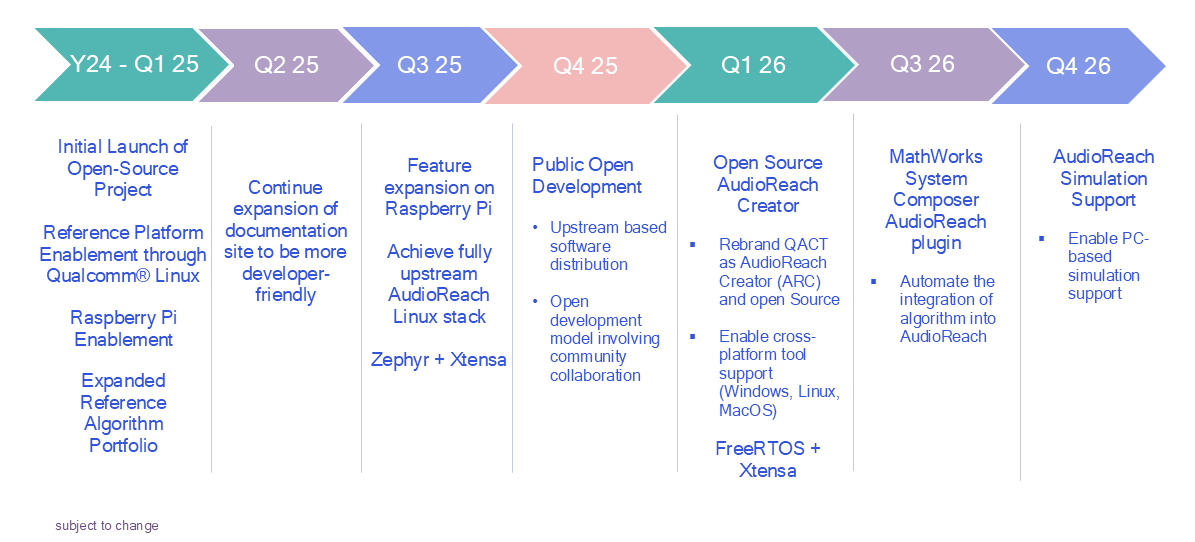 Y24 - Q1 25
Q2 25
Q3 25
Q4 25
Q1 26
Q3 26
Q4 26
Initial Launch of
Open-Source
Project
Reference Platform
Enablement through
Qualcomm® Linux
Raspberry Pi
Enablement
Expanded
Reference
Algorithm
Portfolio
Continue
expansion of
documentation
site to be more
developer-
friendly
Feature
expansion on
Raspberry Pi
Achieve fully
upstream
AudioReach
Linux stack
Zephyr + Xtensa
Public Open
Development
• Upstream based
software
distribution
• Open
development
model involving
community
collaboration
Open Source
AudioReach
Creator
▪ Rebrand QACT
as AudioReach
Creator (ARC)
and open Source
▪ Enable cross-
platform tool
support
(Windows, Linux,
MacOS)
FreeRTOS +
Xtensa
MathWorks
System
Composer
AudioReach
plugin
▪ Automate the
integration of
algorithm into
AudioReach
AudioReach
Simulation
Support
▪ Enable PC-
based
simulation
support
subject to change